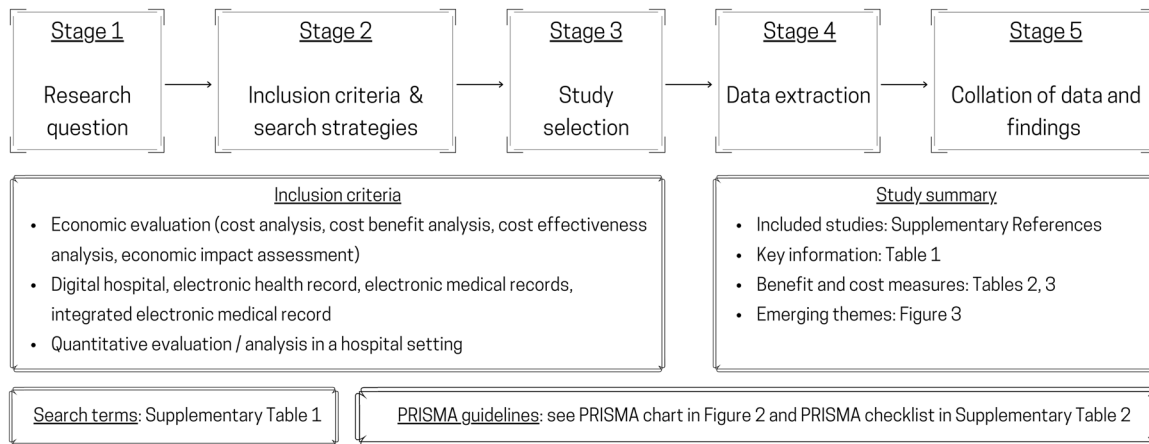 Stage 1
Research
question
Stage 2
Inclusion criteria &
search strategies
Stage 3
Study
selection
Stage 4
Data extraction
Stage 5
Collation of data and
findings
Inclusion criteria
• Economic evaluation (cost analysis, cost benefit analysis, cost effectiveness
analysis, economic impact assessment)
• Digital hospital, electronic health record, electronic medical records,
integrated electronic medical record
• Quantitative evaluation / analysis in a hospital setting
Study summary
• Included studies: Supplementary References
• Key information: Table 1
• Benefit and cost measures: Tables 2, 3
• Emerging themes: Figure 3
Search terms: Supplementary Table 1
PRISMA guidelines: see PRISMA chart in Figure 2 and PRISMA checklist in Supplementary Table 2